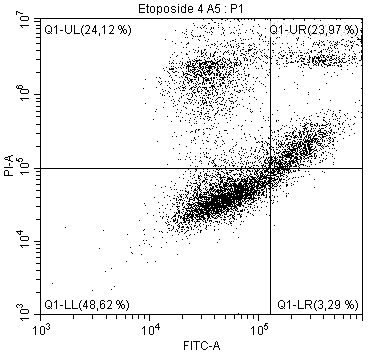 Etoposide 4 A5 : P1
Q1-UL(24,12 %)
Q1-UR(23,97 %)
10^7
10^6
10^5
10^4
10^3
PI-A
Q1-LL(48,62 %)
Q1-LR(3,29 %)
10^3
10^4
10^5
FITC-A